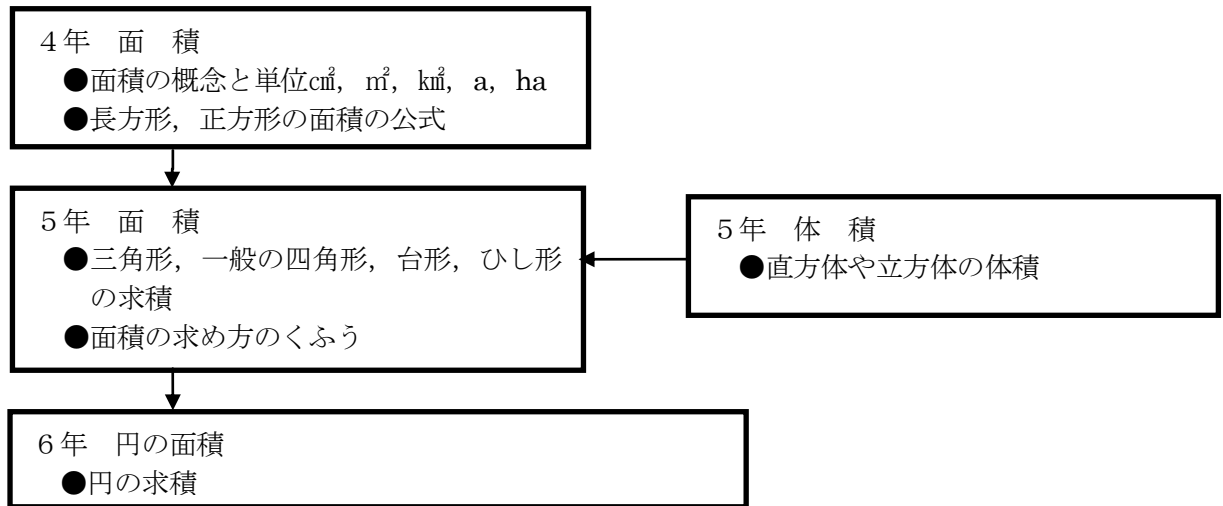 ４年　面　積
●面積の概念と単位㎠，㎡，㎢，a，ha
●長方形，正方形の面積の公式
５年　面　積
●三角形，一般の四角形，台形，ひし形
の求積
●面積の求め方のくふう
５年　体　積
●直方体や立方体の体積
６年　円の面積
●円の求積